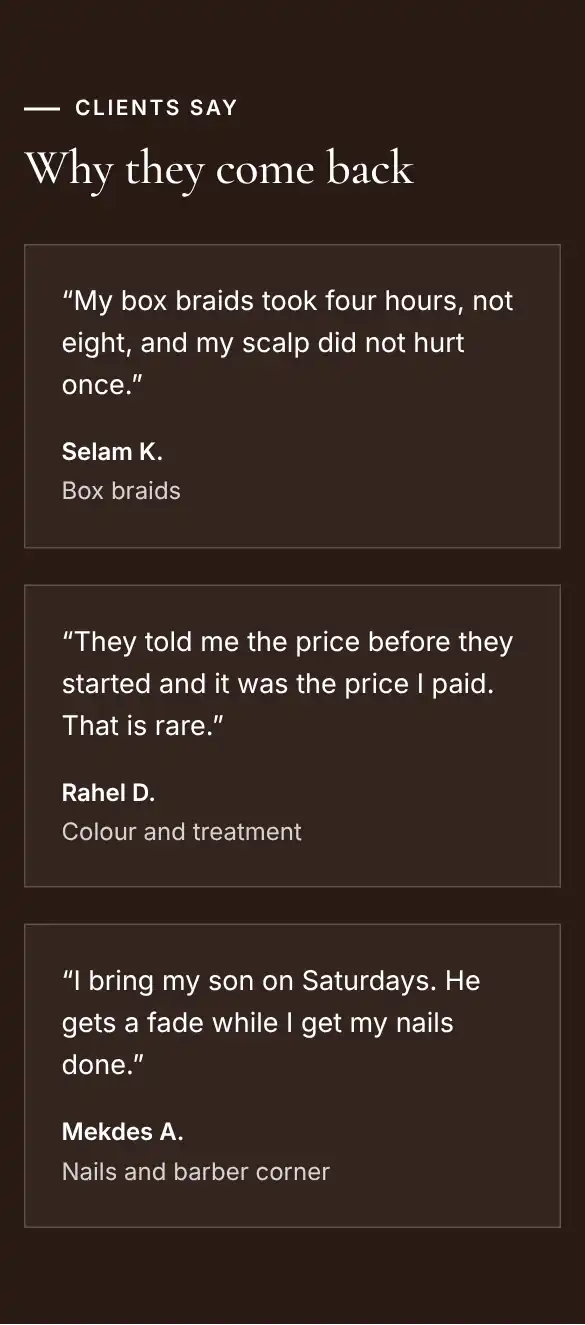 CLIENTS SAY
Why they come back
“My box braids took four hours, not
eight, and my scalp did not hurt
once.”
Selam K.
Box braids
“They told me the price before they
started and it was the price I paid.
That is rare.”
Rahel D.
Colour and treatment
“I bring my son on Saturdays. He
gets a fade while I get my nails
done.”
Mekdes A.
Nails and barber corner